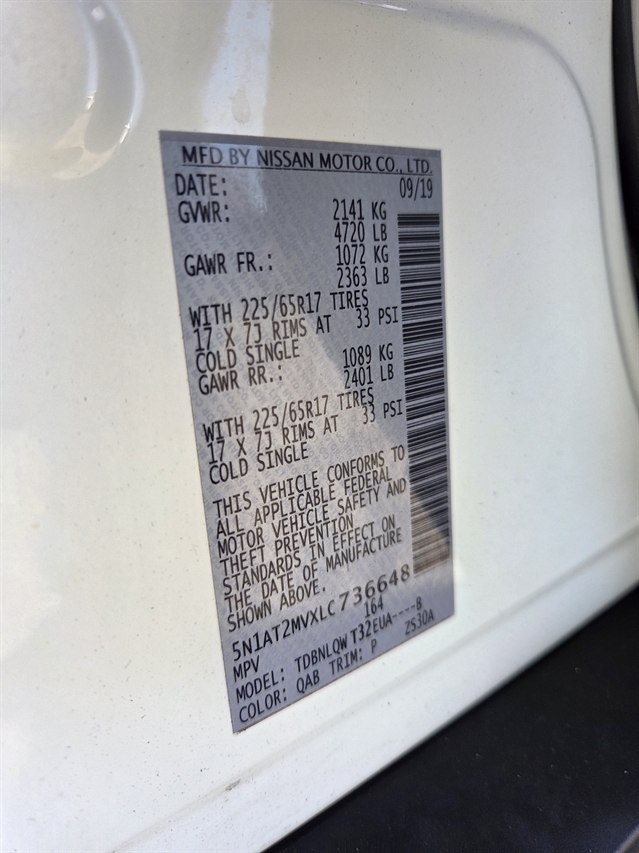 MFD BY NISSAN MOTOR CO., LTD.
DATE: 09/19
GVWR: 2141 KG
4720 LB
GAWR FR.: 1072 KG
2363 LB
WITH 225/65R17 TIRES
17 X 7J RIMS AT 33 PSI
COLD SINGLE
GAWR RR.: 1089 KG
2401 LB
WITH 225/65R17 TIRES
17 X 7J RIMS AT 33 PSI
COLD SINGLE
THIS VEHICLE CONFORMS TO
ALL APPLICABLE FEDERAL
MOTOR VEHICLE SAFETY AND
THEFT PREVENTION
STANDARDS IN EFFECT ON
THE DATE OF MANUFACTURE
SHOWN ABOVE.
5N1AT2MVXLC736648
MPV 164
MODEL: TDBNLQW T32EUA----B
COLOR: QAB TRIM: P ZS30A